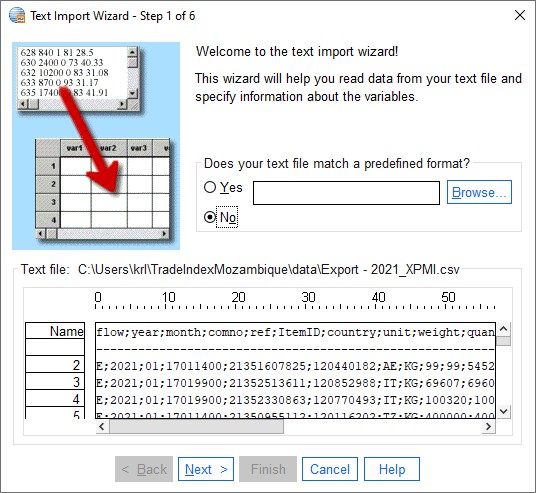 Text Import Wizard - Step 1 of 6
628 840 1 81 28.5
630 2400 0 73 40.33
632 10200 0 83 31.08
633 870 0 93 31.17
635 1740 83 41.91
var1 var2 var3 va
1
2
3
4
Welcome to the text import wizard!
This wizard will help you read data from your text file and
specify information about the variables.
Does your text file match a predefined format?
Yes
Browse...
No
Text file: C:\Users\krl\TradeIndexMozambique\data\Export - 2021_XPMI.csv
0 10 20 30 40 50
Name flow;year;month;comno;ref;ItemID;country;unit;weight;quan
2 E;2021;01;17011400;21351607825;120440182;AE;KG;99;99;5452
3 E;2021;01;17019900;21352513611;120852988;IT;KG;69607;6960
4 E;2021;01;17019900;21352330863;120770493;IT;KG;100320;100
5 E;2021;01;17011400;21350955112;120116202;TZ;KG;400000;400
< Back Next > Finish Cancel Help